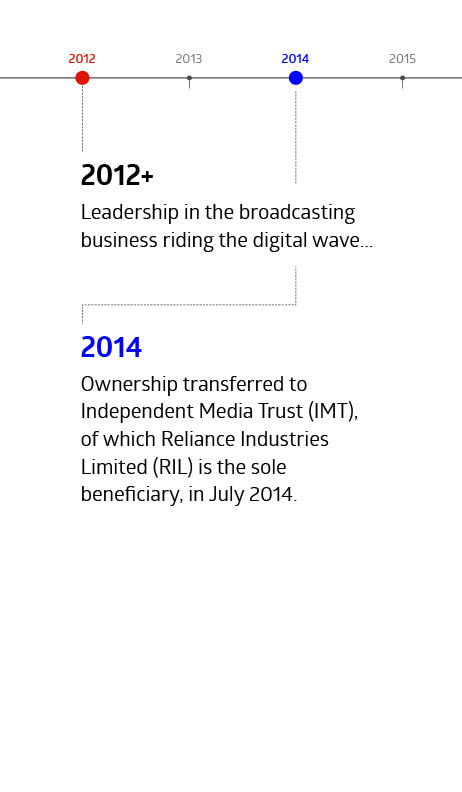 2012 2013 2014 2015
2012+
Leadership in the broadcasting
business riding the digital wave...
2014
Ownership transferred to
Independent Media Trust (IMT),
of which Reliance Industries
Limited (RIL) is the sole
beneficiary, in July 2014.